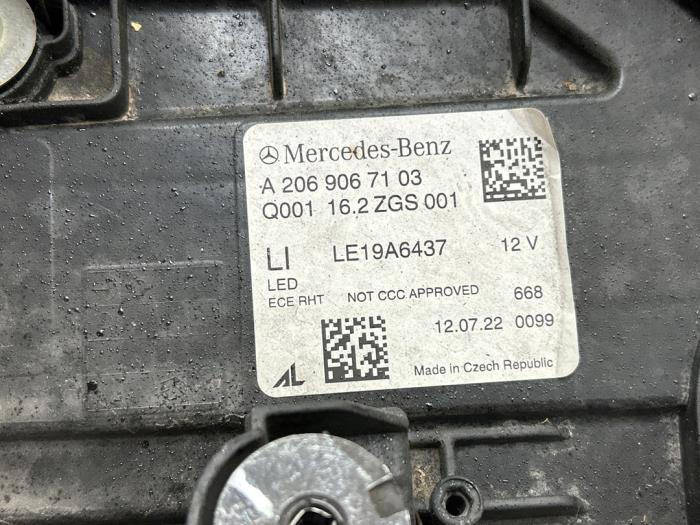 Mercedes-Benz
A 206 906 71 03
Q001 16.2 ZGS 001
LI LE19A6437 12 V
LED
ECE RHT NOT CCC APPROVED 668
12.07.22 0099
AL Made in Czech Republic